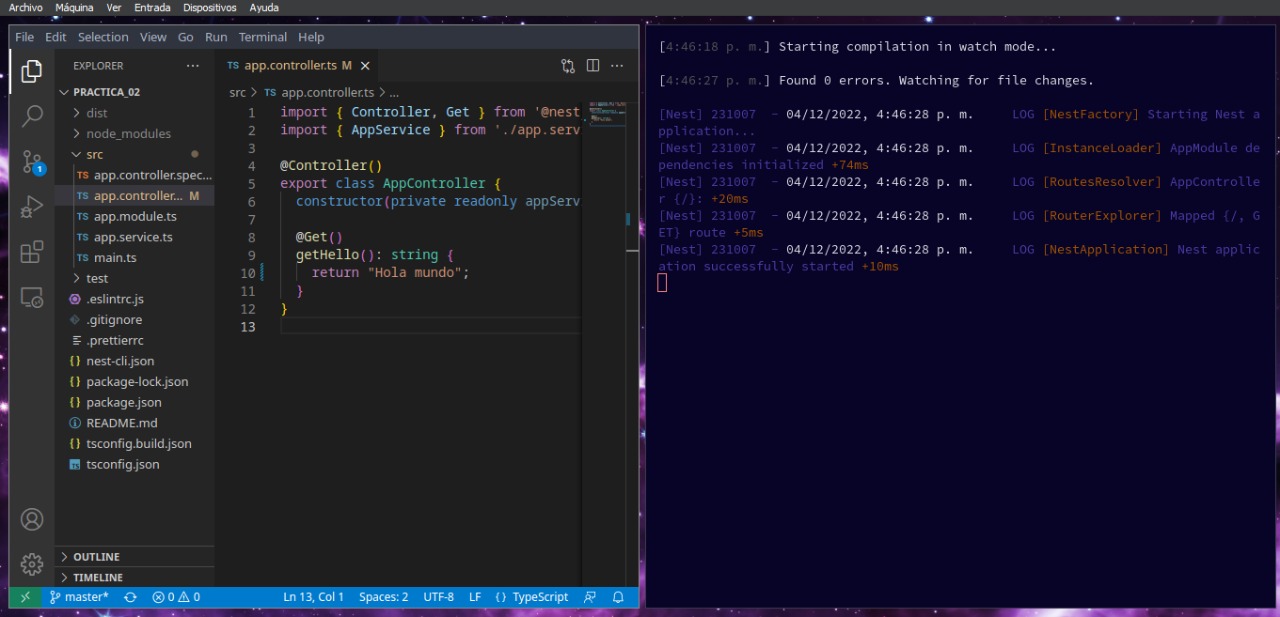 Archivo Máquina Ver Entrada Dispositivos Ayuda
File Edit Selection View Go Run Terminal Help
EXPLORER ...
PRACTICA_02
dist
node_modules
src
TS app.controller.spec...
TS app.controller... M
TS app.module.ts
TS app.service.ts
TS main.ts
test
.eslintrc.js
.gitignore
.prettierrc
{} nest-cli.json
{} package-lock.json
{} package.json
README.md
{} tsconfig.build.json
TS tsconfig.json
OUTLINE
TIMELINE
1
TS app.controller.ts M
src > TS app.controller.ts > ...
1 import { Controller, Get } from '@nest
2 import { AppService } from './app.serv
3
4 @Controller()
5 export class AppController {
6 constructor(private readonly appServ
7
8 @Get()
9 getHello(): string {
10 return "Hola mundo";
11 }
12 }
13
master* 0 0 Ln 13, Col 1 Spaces: 2 UTF-8 LF {} TypeScript
[4:46:18 p. m.] Starting compilation in watch mode...
[4:46:27 p. m.] Found 0 errors. Watching for file changes.
[Nest] 231007 - 04/12/2022, 4:46:28 p. m. LOG [NestFactory] Starting Nest a
pplication...
[Nest] 231007 - 04/12/2022, 4:46:28 p. m. LOG [InstanceLoader] AppModule de
pendencies initialized +74ms
[Nest] 231007 - 04/12/2022, 4:46:28 p. m. LOG [RoutesResolver] AppControlle
r {/}: +20ms
[Nest] 231007 - 04/12/2022, 4:46:28 p. m. LOG [RouterExplorer] Mapped {/, G
ET} route +5ms
[Nest] 231007 - 04/12/2022, 4:46:28 p. m. LOG [NestApplication] Nest applic
ation successfully started +10ms